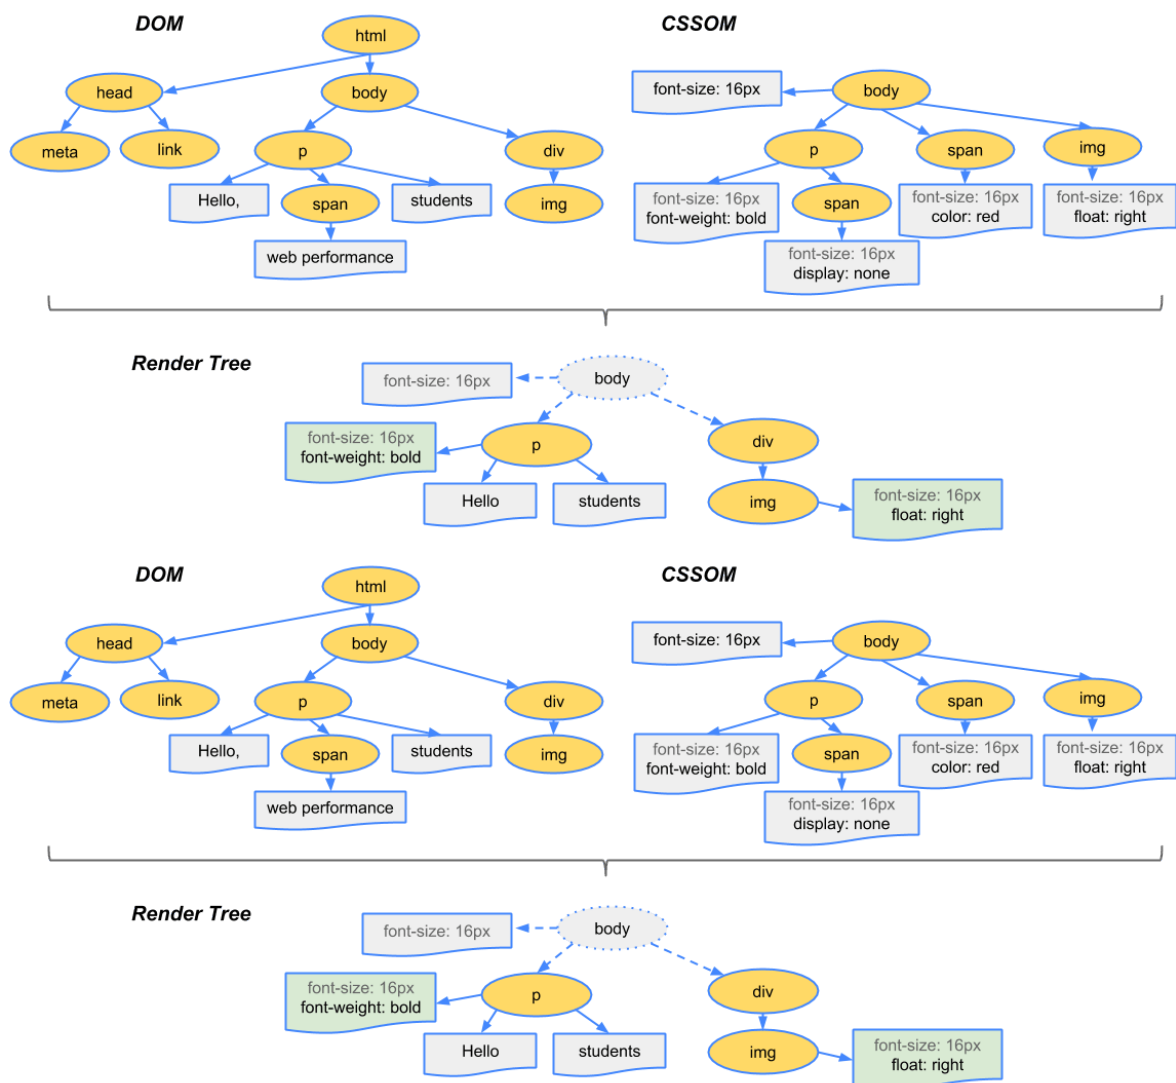 DOM
CSSOM
html
head
body
font-size: 16px
body
meta
link
p
div
p
span
img
Hello,
span
students
img
font-size: 16px
font-weight: bold
span
font-size: 16px
color: red
font-size: 16px
float: right
web performance
font-size: 16px
display: none
Render Tree
font-size: 16px
body
font-size: 16px
font-weight: bold
p
div
Hello
students
img
font-size: 16px
float: right
DOM
CSSOM
html
head
body
font-size: 16px
body
meta
link
p
div
p
span
img
Hello,
span
students
img
font-size: 16px
font-weight: bold
span
font-size: 16px
color: red
font-size: 16px
float: right
web performance
font-size: 16px
display: none
Render Tree
font-size: 16px
body
font-size: 16px
font-weight: bold
p
div
Hello
students
img
font-size: 16px
float: right